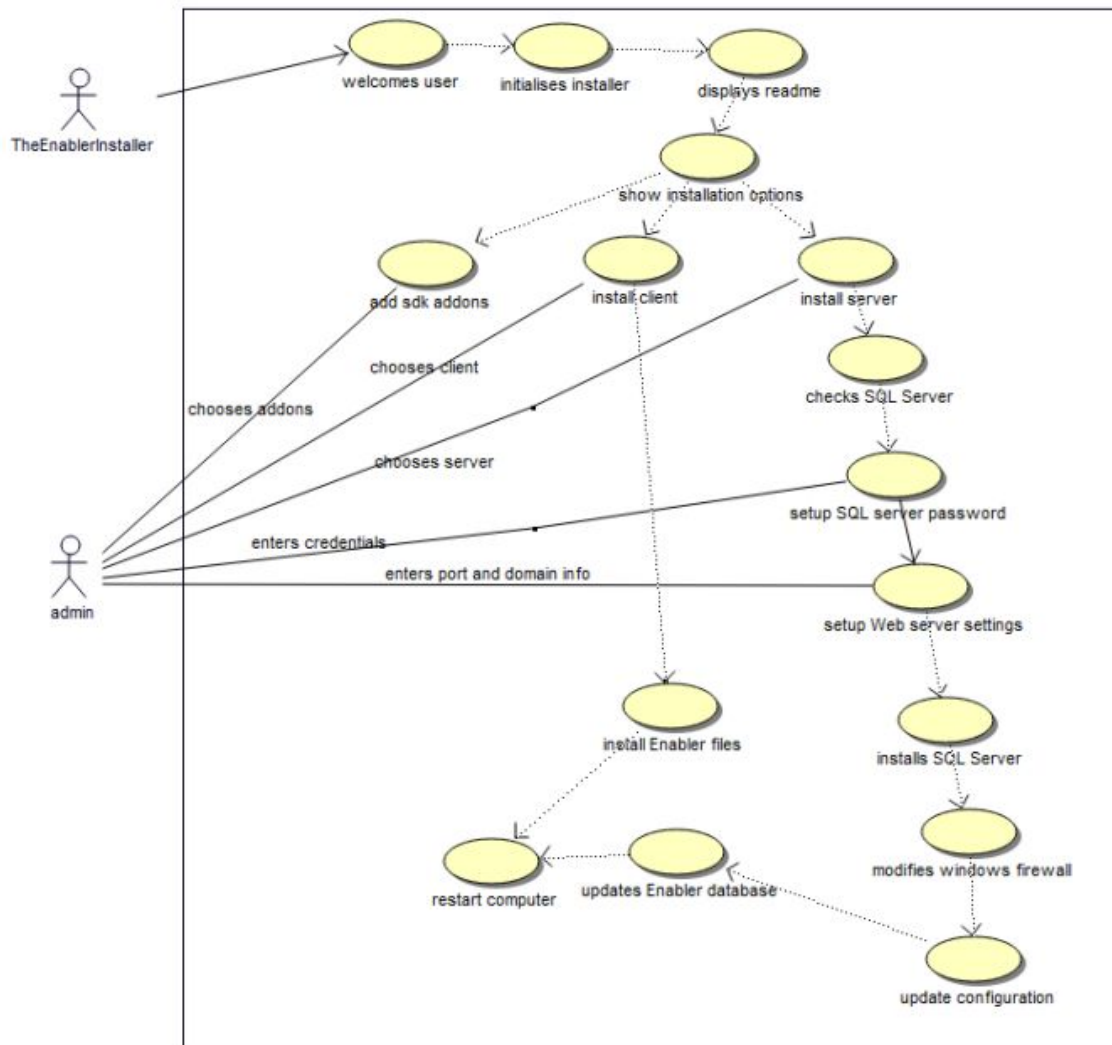 welcomes user
initialises installer
displays readme
TheEnablerInstaller
show installation options
add sdk addons
install client
install server
chooses client
checks SQL Server
chooses addons
chooses server
setup SQL server password
enters credentials
enters port and domain info
admin
setup Web server settings
install Enabler files
installs SQL Server
modifies windows firewall
updates Enabler database
restart computer
update configuration